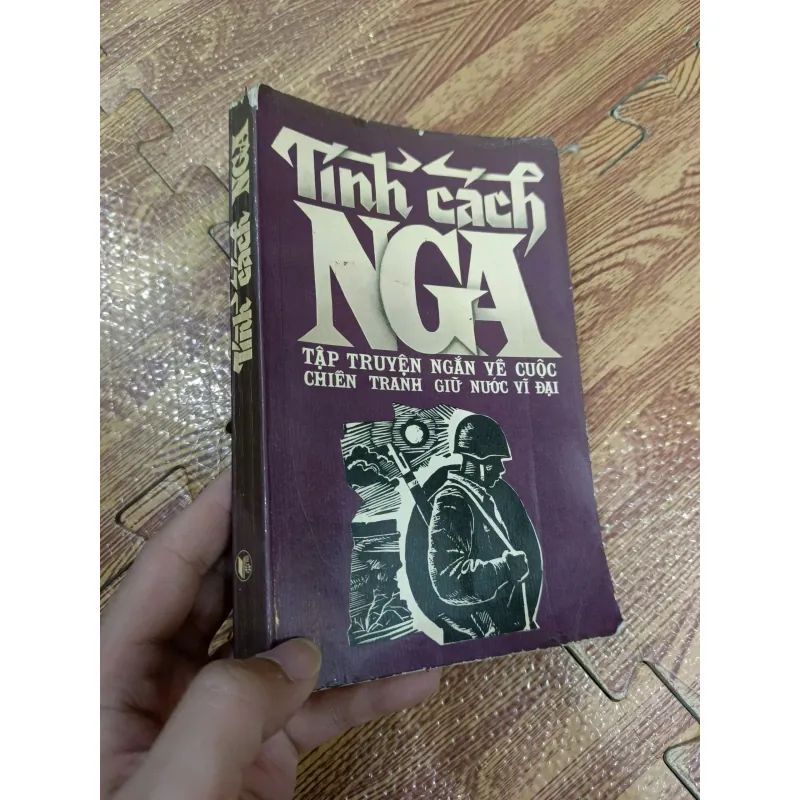 Tính cách
NGA
TẬP TRUYỆN NGẮN VỀ CUỘC
CHIẾN TRANH GIỮ NƯỚC VĨ ĐẠI
Tính cách NGA